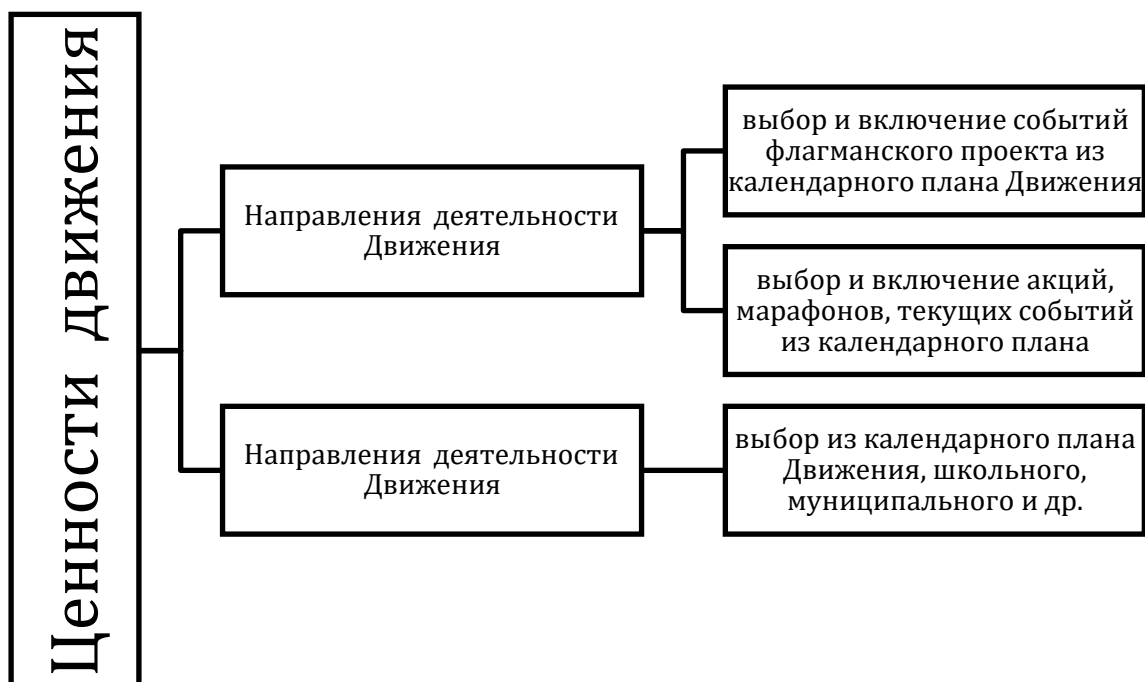 Ценности движения
Направления деятельности
Движения
выбор и включение событий
флагманского проекта из
календарного плана Движения
выбор и включение акций,
марафонов, текущих событий
из календарного плана
Направления деятельности
Движения
выбор из календарного плана
Движения, школьного,
муниципального и др.